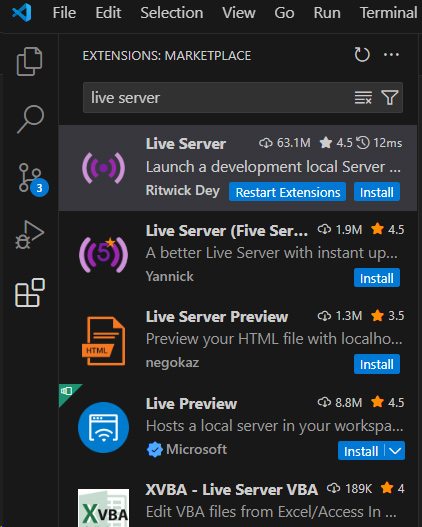 File Edit Selection View Go Run Terminal
EXTENSIONS: MARKETPLACE
live server
Live Server 63.1M 4.5 12ms
Launch a development local Server ...
Ritwick Dey Restart Extensions Install
Live Server (Five Ser... 1.9M 4.5
A better Live Server with instant up...
Yannick Install
Live Server Preview 1.3M 3.5
Preview your HTML file with localho...
negokaz Install
Live Preview 8.8M 4.5
Hosts a local server in your workspa...
Microsoft Install
XVBA - Live Server VBA 189K 4
Edit VBA files from Excel/Access In ...
3
5
HTML
XVBA